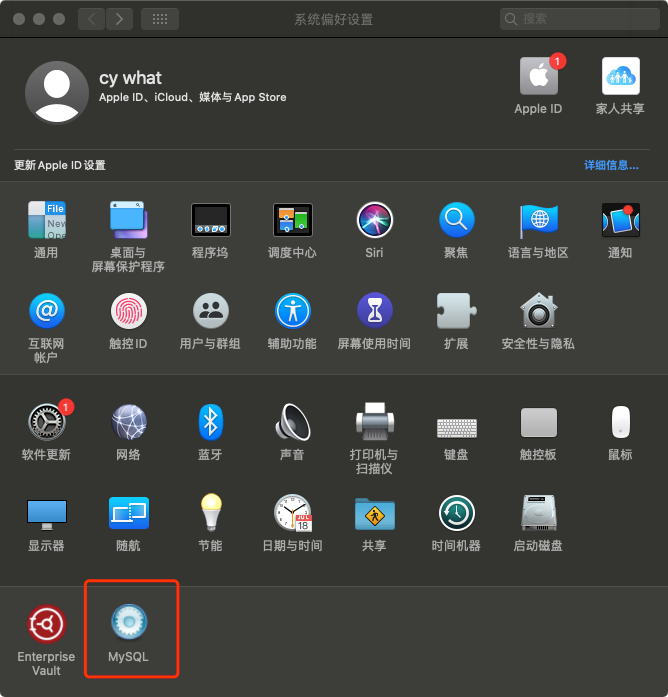 系统偏好设置
搜索
cy what
Apple ID、iCloud、媒体与 App Store
1
Apple ID
家人共享
更新 Apple ID 设置
详细信息...
File
New
Ope
通用
桌面与
屏幕保护程序
程序坞
调度中心
Siri
聚焦
语言与地区
通知
互联网
帐户
触控 ID
用户与群组
辅助功能
屏幕使用时间
扩展
安全性与隐私
1
软件更新
网络
蓝牙
声音
打印机与
扫描仪
键盘
触控板
鼠标
显示器
随航
节能
JUL
18
日期与时间
共享
时间机器
启动磁盘
Enterprise
Vault
MySQL